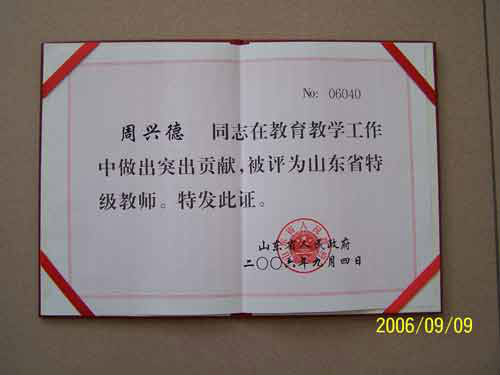 No: 06040
周兴德 同志在教育教学工作
中做出突出贡献,被评为山东省特
级教师。特发此证。
山东省人民政府
二〇〇六年九月四日
2006/09/09